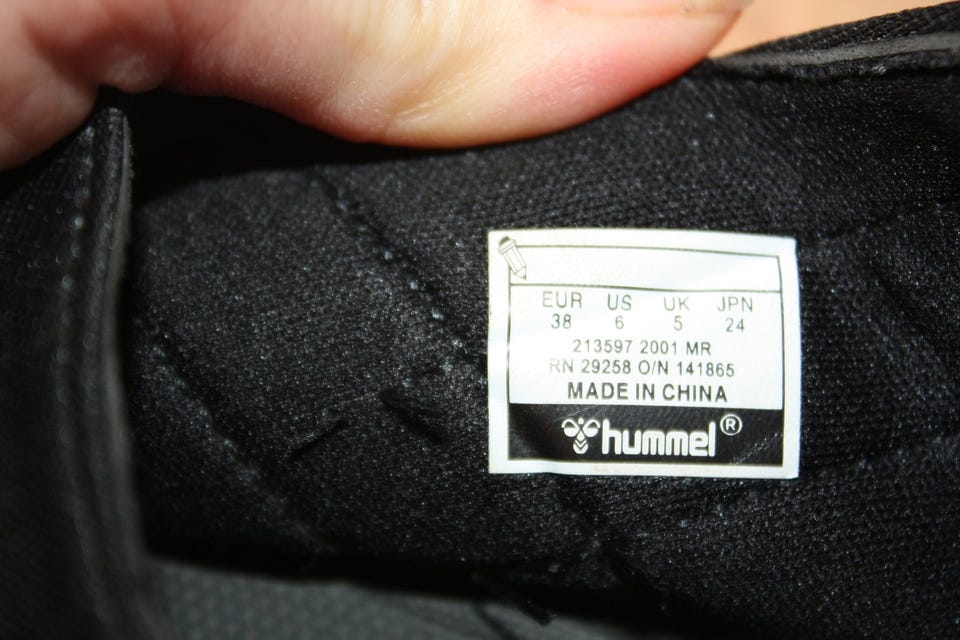 EUR US UK JPN
38 6 5 24
213597 2001 MR
RN 29258 O/N 141865
MADE IN CHINA
hummel®